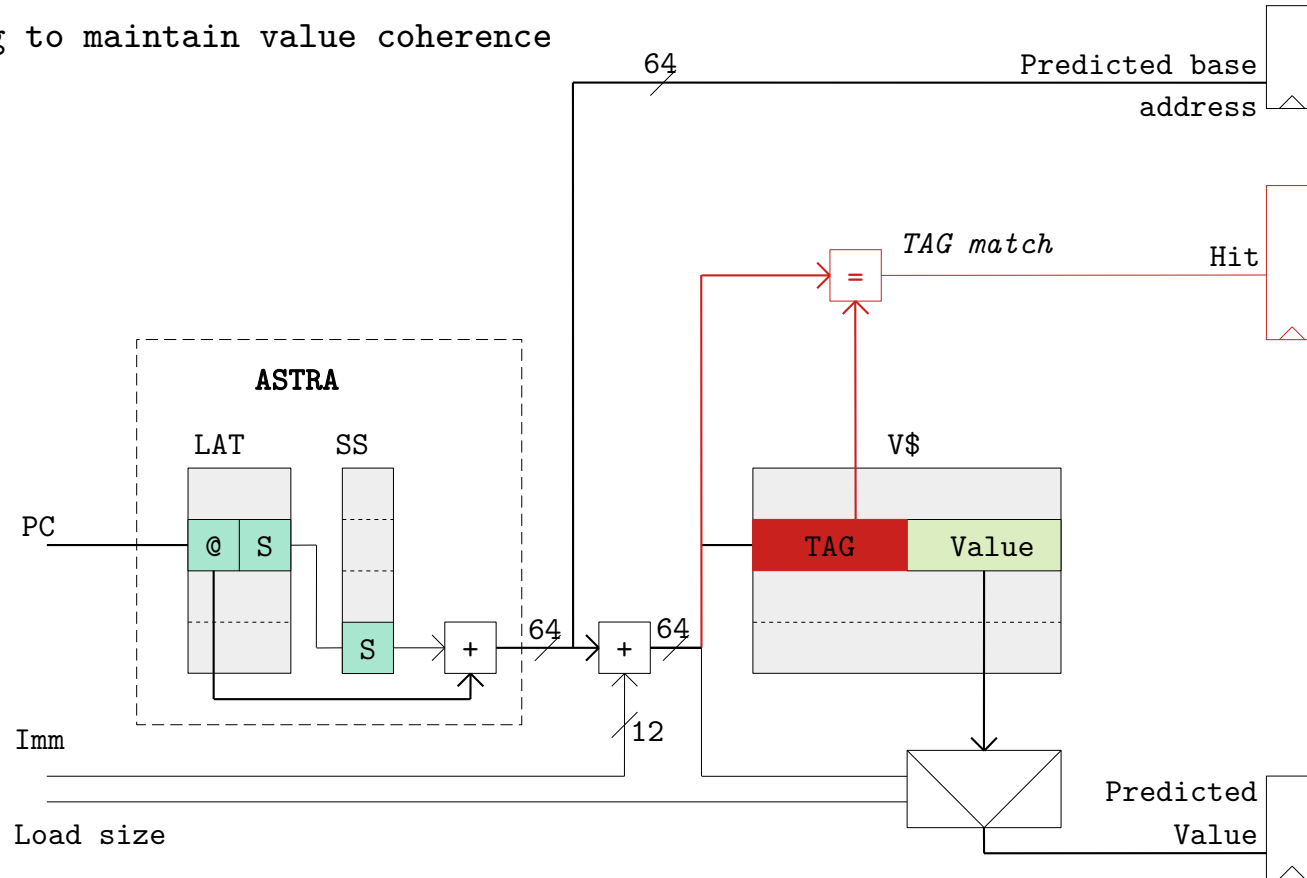 to maintain value coherence
64
Predicted base
address
TAG match
Hit
=
ASTRA
LAT
SS
V$
PC
@
S
TAG
Value
S
+
64
+
64
12
Imm
Load size
Predicted
Value